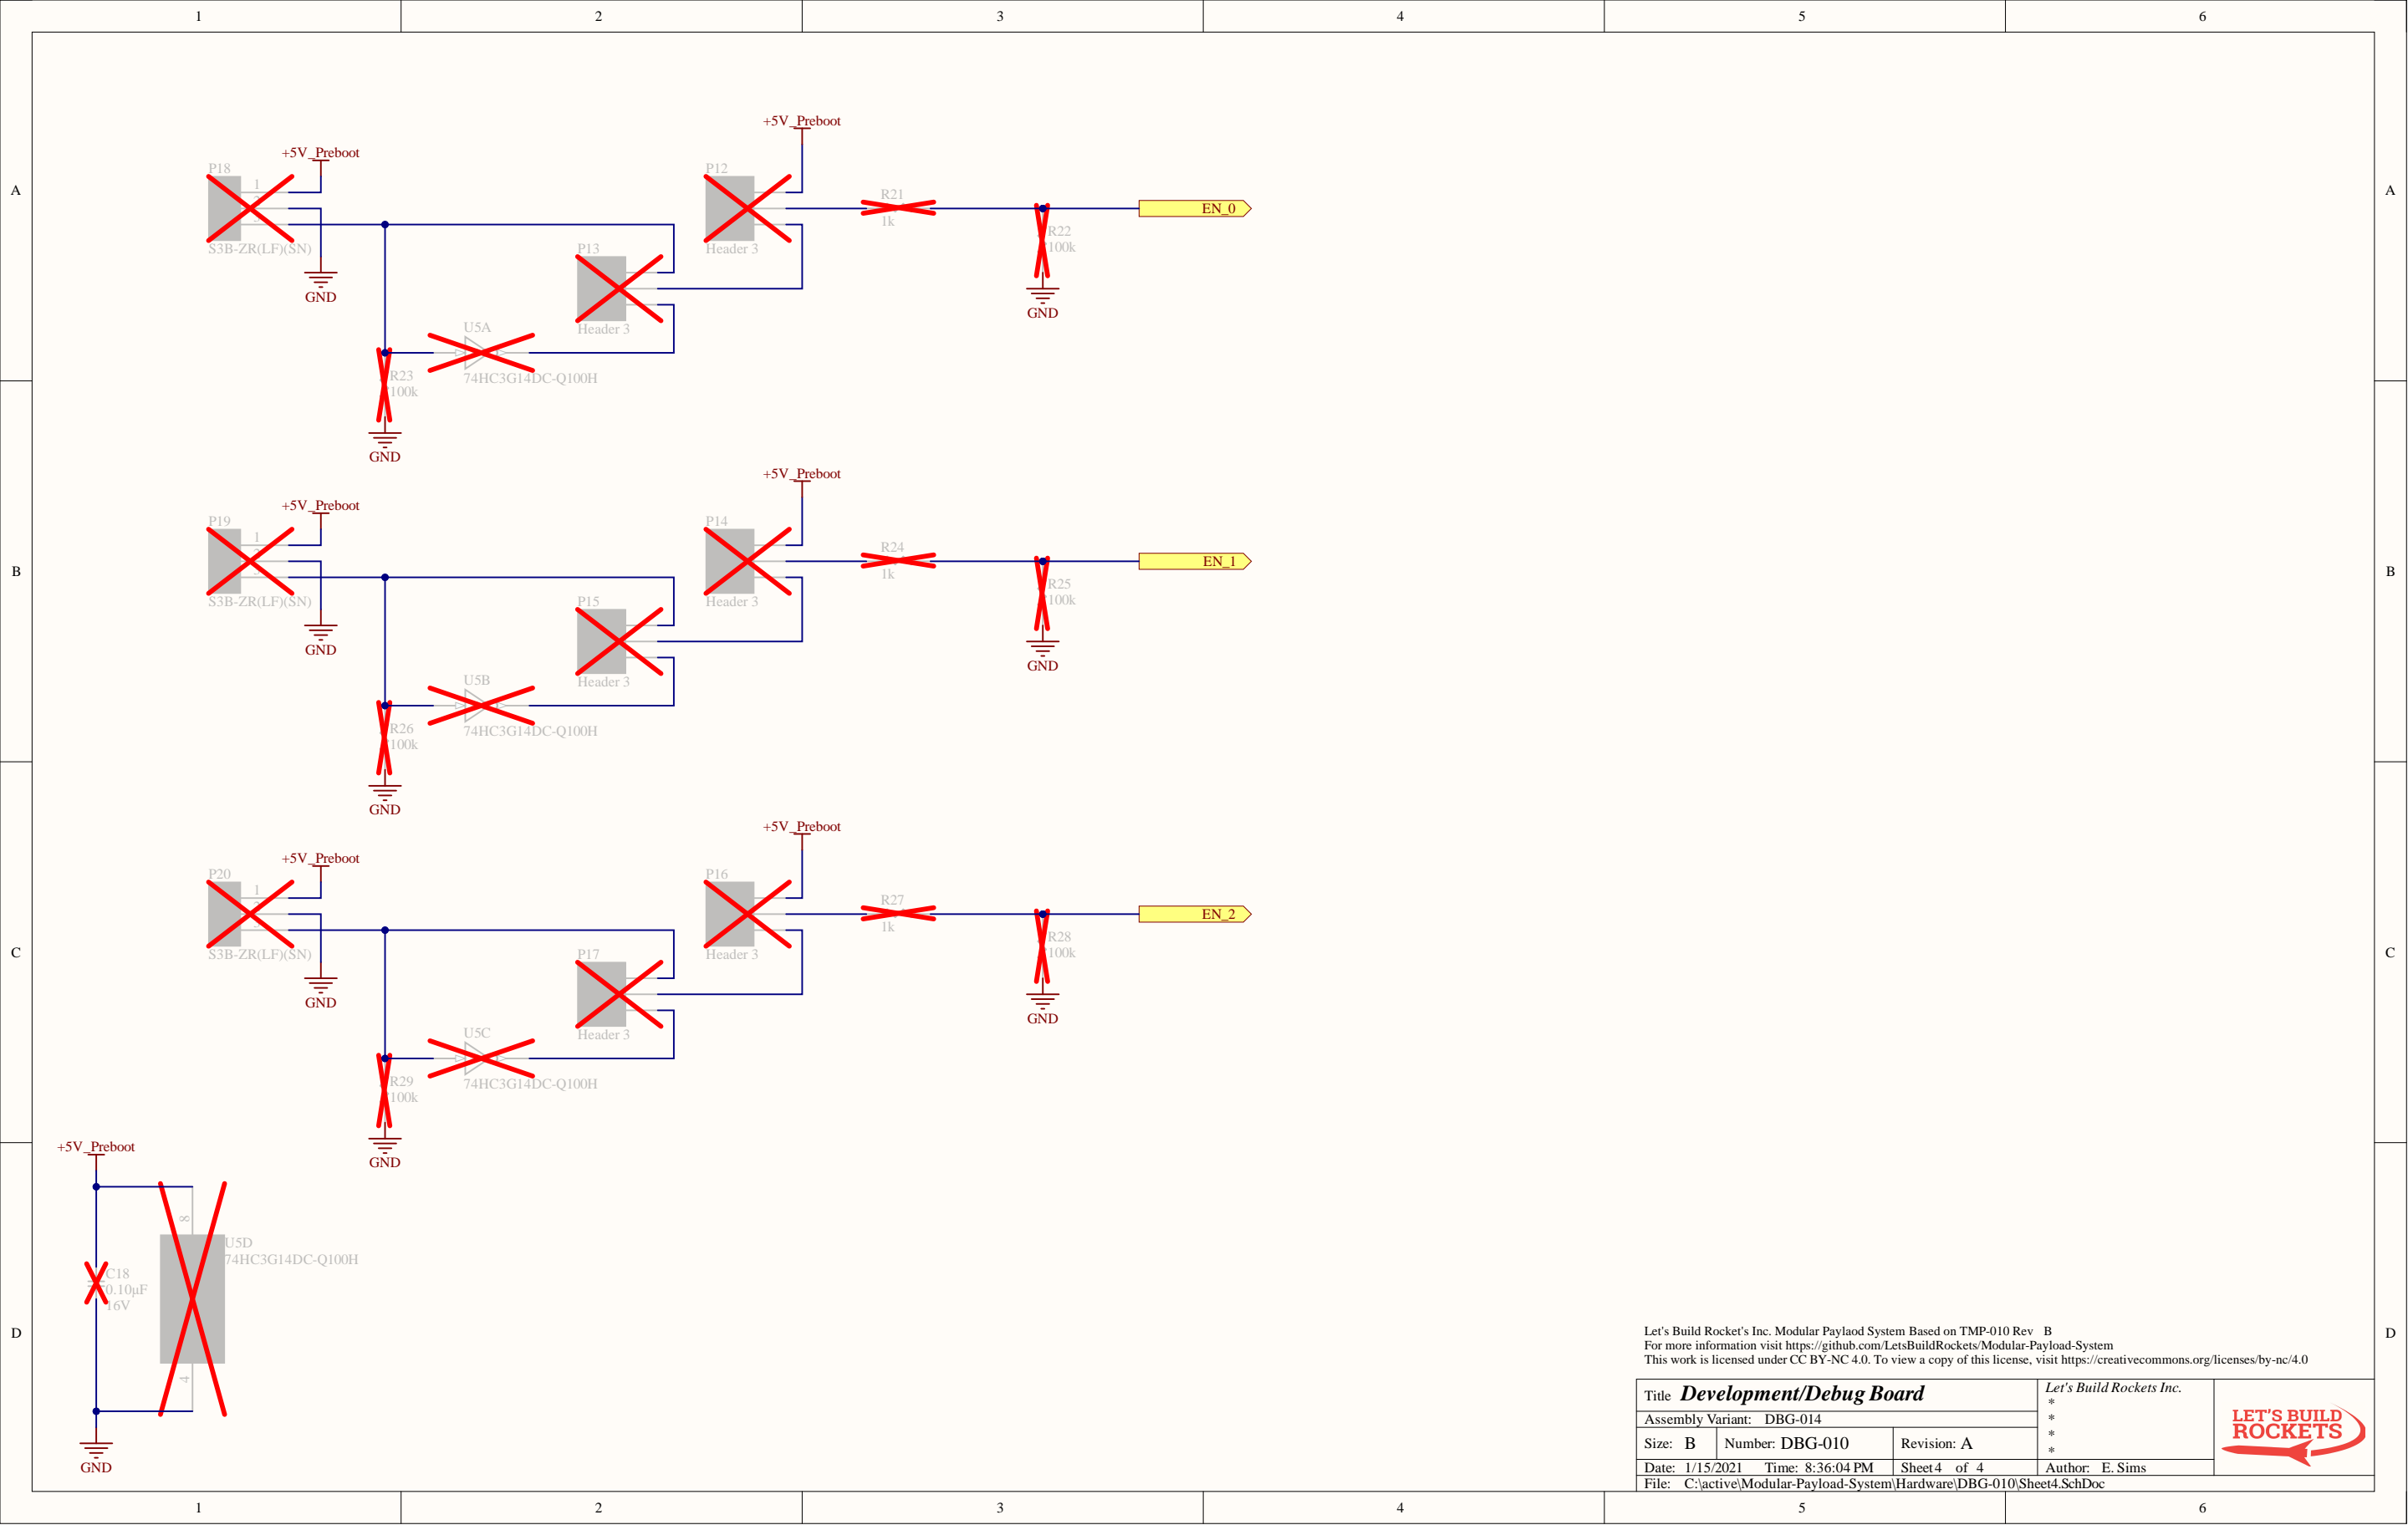 1 2 3 4 5 6
A A
+5V_Preboot
P12
+5V_Preboot
P18
1
S3B-ZR(LF)(SN)
GND
Header 3
R21
1k
EN_0
R22
100k
GND
P13
Header 3
U5A
74HC3G14DC-Q100H
R23
100k
GND
B B
+5V_Preboot
P14
+5V_Preboot
P19
1
S3B-ZR(LF)(SN)
GND
Header 3
R24
1k
EN_1
R25
100k
GND
P15
Header 3
U5B
74HC3G14DC-Q100H
R26
100k
GND
C C
+5V_Preboot
P16
+5V_Preboot
P20
1
S3B-ZR(LF)(SN)
GND
Header 3
R27
1k
EN_2
R28
100k
GND
P17
Header 3
U5C
74HC3G14DC-Q100H
R29
100k
GND
D D
+5V_Preboot
8
U5D
74HC3G14DC-Q100H
C18
0.10µF
16V
4
GND
Let's Build Rocket's Inc. Modular Paylaod System Based on TMP-010 Rev B
For more information visit https://github.com/LetsBuildRockets/Modular-Payload-System
This work is licensed under CC BY-NC 4.0. To view a copy of this license, visit https://creativecommons.org/licenses/by-nc/4.0
Title Development/Debug Board
Assembly Variant: DBG-014
Size: B Number: DBG-010 Revision: A
Date: 1/15/2021 Time: 8:36:04 PM Sheet 4 of 4
File: C:\active\Modular-Payload-System\Hardware\DBG-010\Sheet4.SchDoc
Let's Build Rockets Inc.
*
*
*
*
Author: E. Sims
LET'S BUILD
ROCKETS
1 2 3 4 5 6